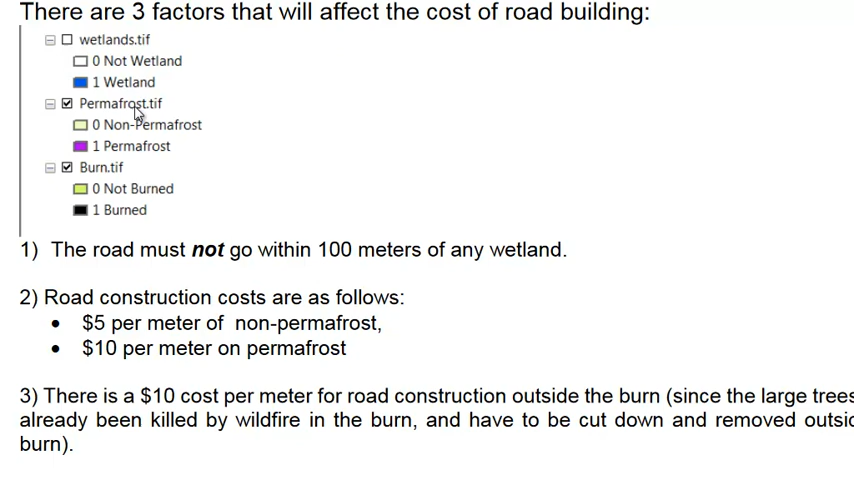 There are 3 factors that will affect the cost of road building:
wetlands.tif
0 Not Wetland
1 Wetland
Permafrost.tif
0 Non-Permafrost
1 Permafrost
Burn.tif
0 Not Burned
1 Burned
1) The road must not go within 100 meters of any wetland.
2) Road construction costs are as follows:
• $5 per meter of non-permafrost,
• $10 per meter on permafrost
3) There is a $10 cost per meter for road construction outside the burn (since the large trees
already been killed by wildfire in the burn, and have to be cut down and removed
burn).